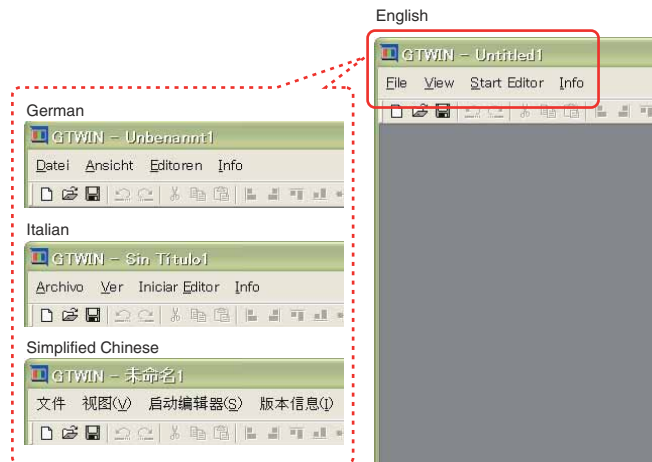 English
GTWIN – Untitled1
File View Start Editor Info
German
GTWIN – Unbenannt1
Datei Ansicht Editoren Info
Italian
GTWIN – Sin Título1
Archivo Ver Iniciar Editor Info
Simplified Chinese
GTWIN – 未命名1
文件 视图(V) 启动编辑器(S) 版本信息(I)